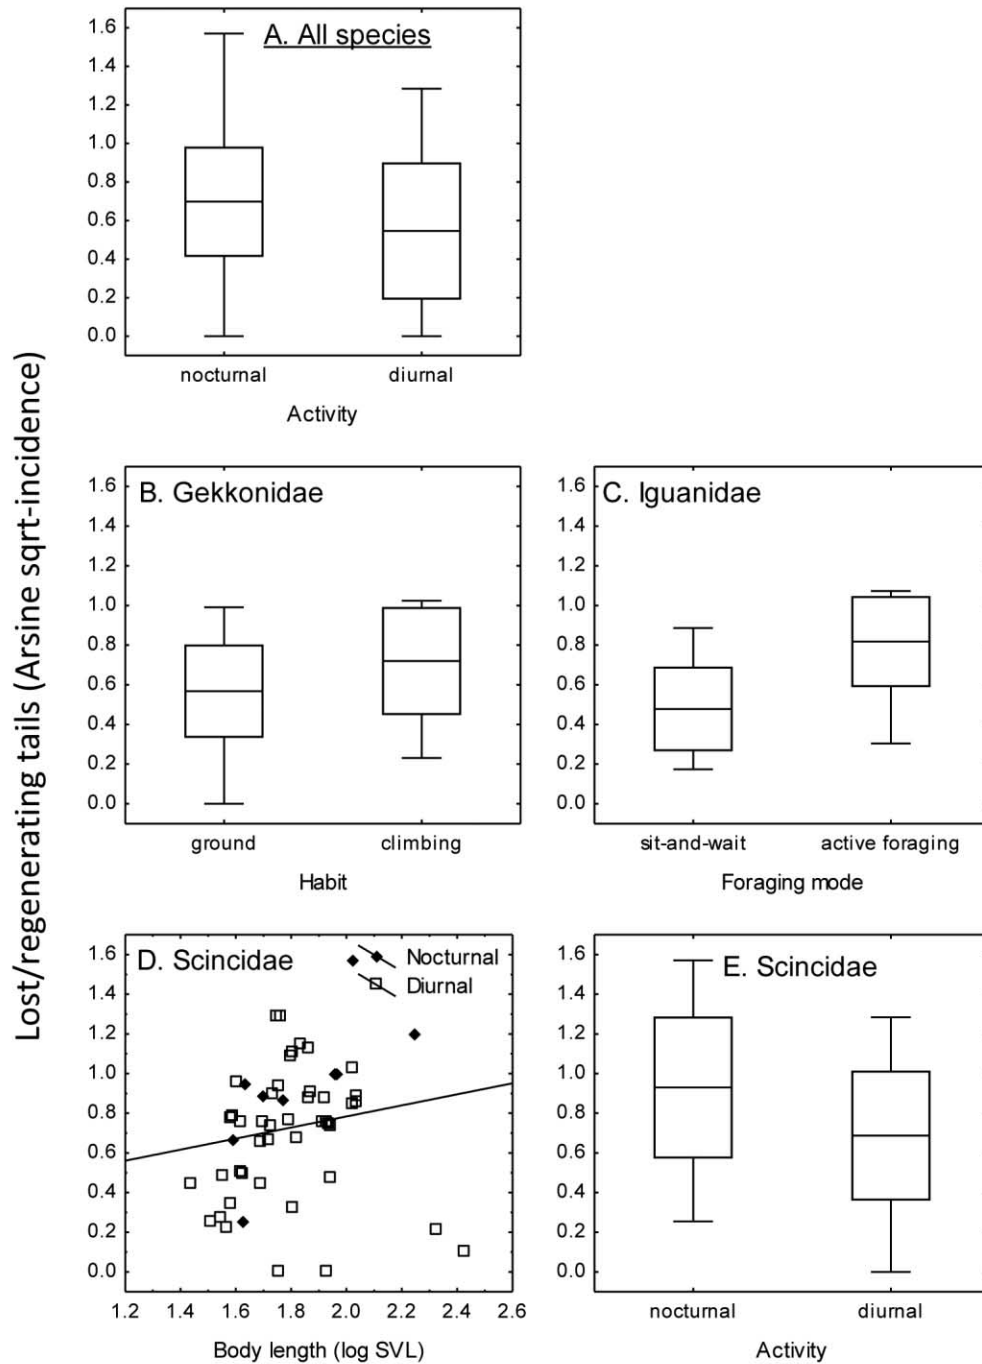 Lost/regenerating tails (Arsine sqrt-incidence)
A. All species
1.6
1.4
1.2
1.0
0.8
0.6
0.4
0.2
0.0
nocturnal diurnal
Activity
B. Gekkonidae
1.6
1.4
1.2
1.0
0.8
0.6
0.4
0.2
0.0
ground climbing
Habit
C. Iguanidae
1.6
1.4
1.2
1.0
0.8
0.6
0.4
0.2
0.0
sit-and-wait active foraging
Foraging mode
D. Scincidae
Nocturnal
Diurnal
1.6
1.4
1.2
1.0
0.8
0.6
0.4
0.2
0.0
1.2 1.4 1.6 1.8 2.0 2.2 2.4 2.6
Body length (log SVL)
E. Scincidae
1.6
1.4
1.2
1.0
0.8
0.6
0.4
0.2
0.0
nocturnal diurnal
Activity